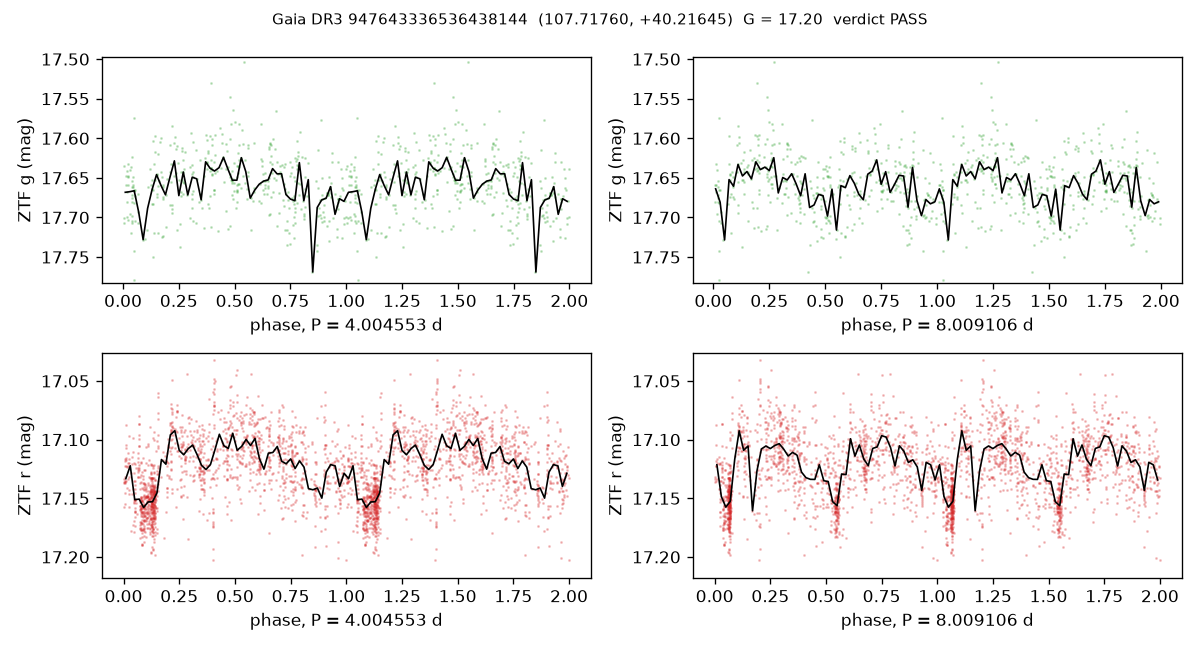 Gaia DR3 947643336536438144 (107.71760, +40.21645) G = 17.20 verdict PASS
17.50
17.55
17.60
17.65
17.70
17.75
ZTF g (mag)
0.00 0.25 0.50 0.75 1.00 1.25 1.50 1.75 2.00
phase, P = 4.004553 d
17.50
17.55
17.60
17.65
17.70
17.75
ZTF g (mag)
0.00 0.25 0.50 0.75 1.00 1.25 1.50 1.75 2.00
phase, P = 8.009106 d
17.05
17.10
17.15
17.20
ZTF r (mag)
0.00 0.25 0.50 0.75 1.00 1.25 1.50 1.75 2.00
phase, P = 4.004553 d
17.05
17.10
17.15
17.20
ZTF r (mag)
0.00 0.25 0.50 0.75 1.00 1.25 1.50 1.75 2.00
phase, P = 8.009106 d